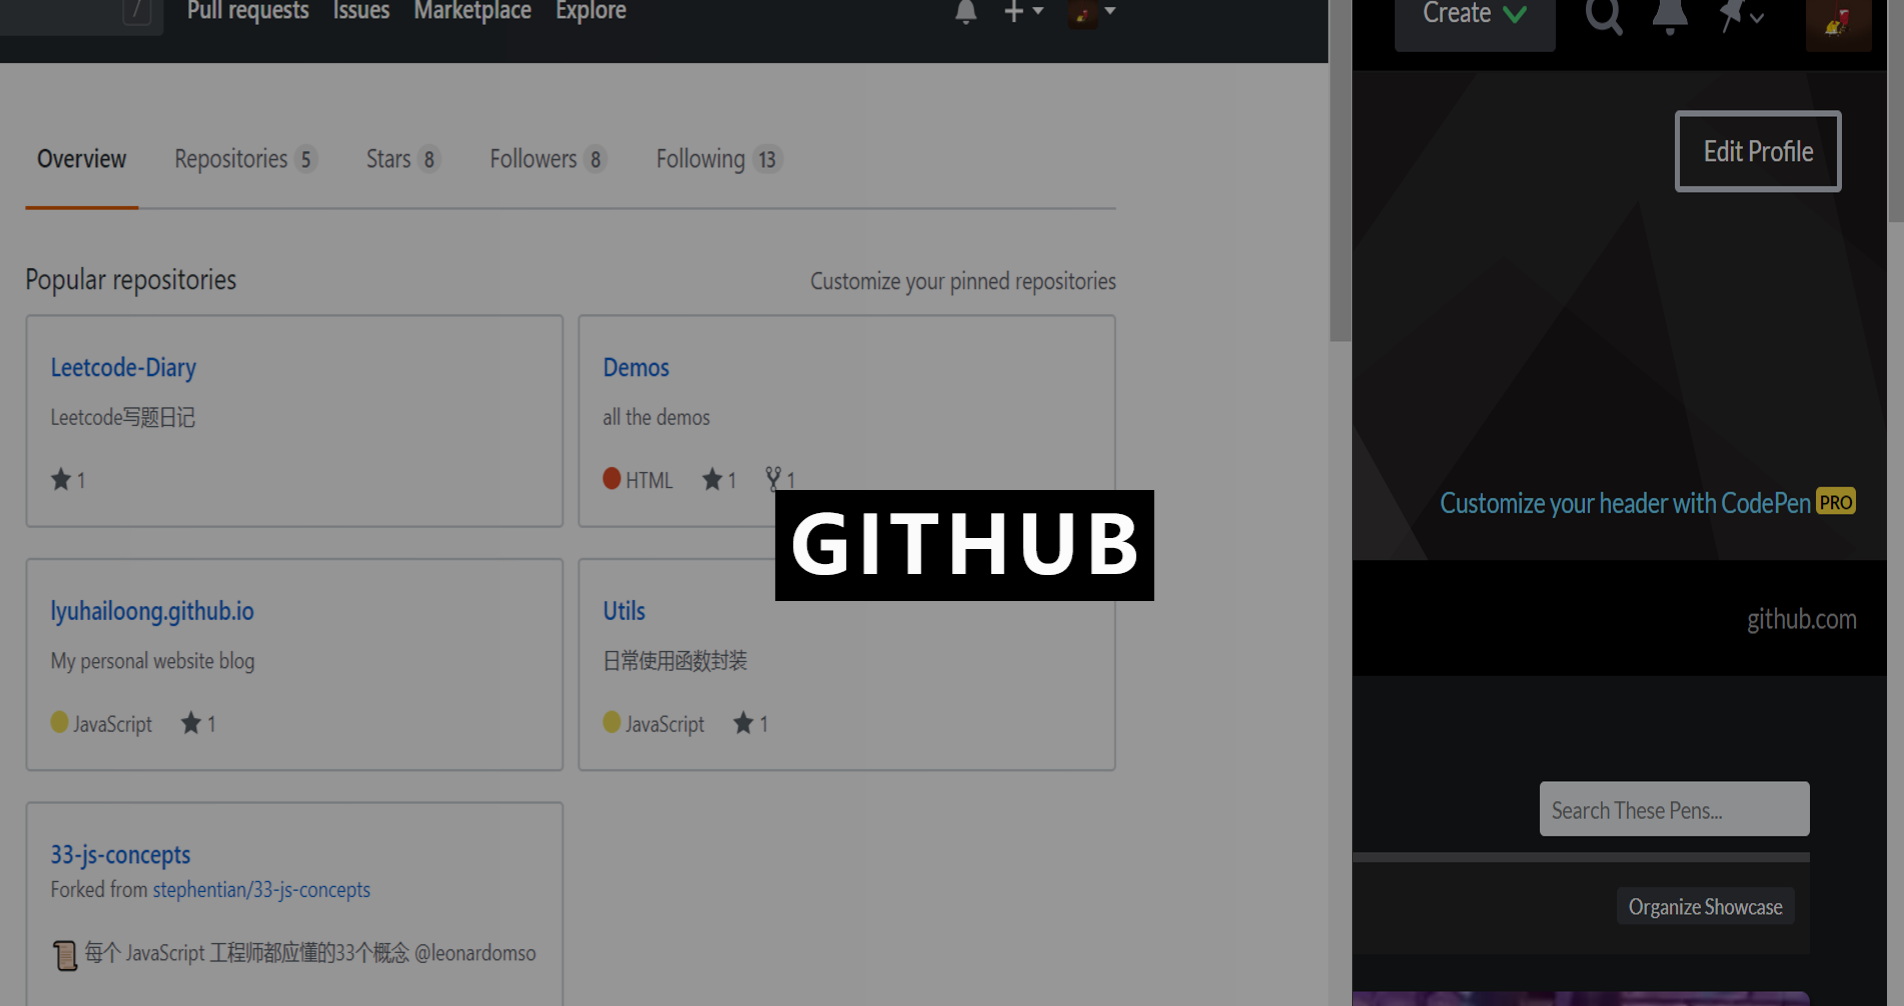 / Pull requests Issues Marketplace Explore
Overview Repositories 5 Stars 8 Followers 8 Following 13
Popular repositories
Customize your pinned repositories
Leetcode-Diary
Leetcode写题日记
1
Demos
all the demos
HTML 1 1
GITHUB
lyuhailoong.github.io
My personal website blog
JavaScript 1
Utils
日常使用函数封装
JavaScript 1
33-js-concepts
Forked from stephentian/33-js-concepts
每个 JavaScript 工程师都应懂的33个概念 @leonardomso
Create
Edit Profile
Customize your header with CodePen PRO
github.com
Search These Pens...
Organize Showcase